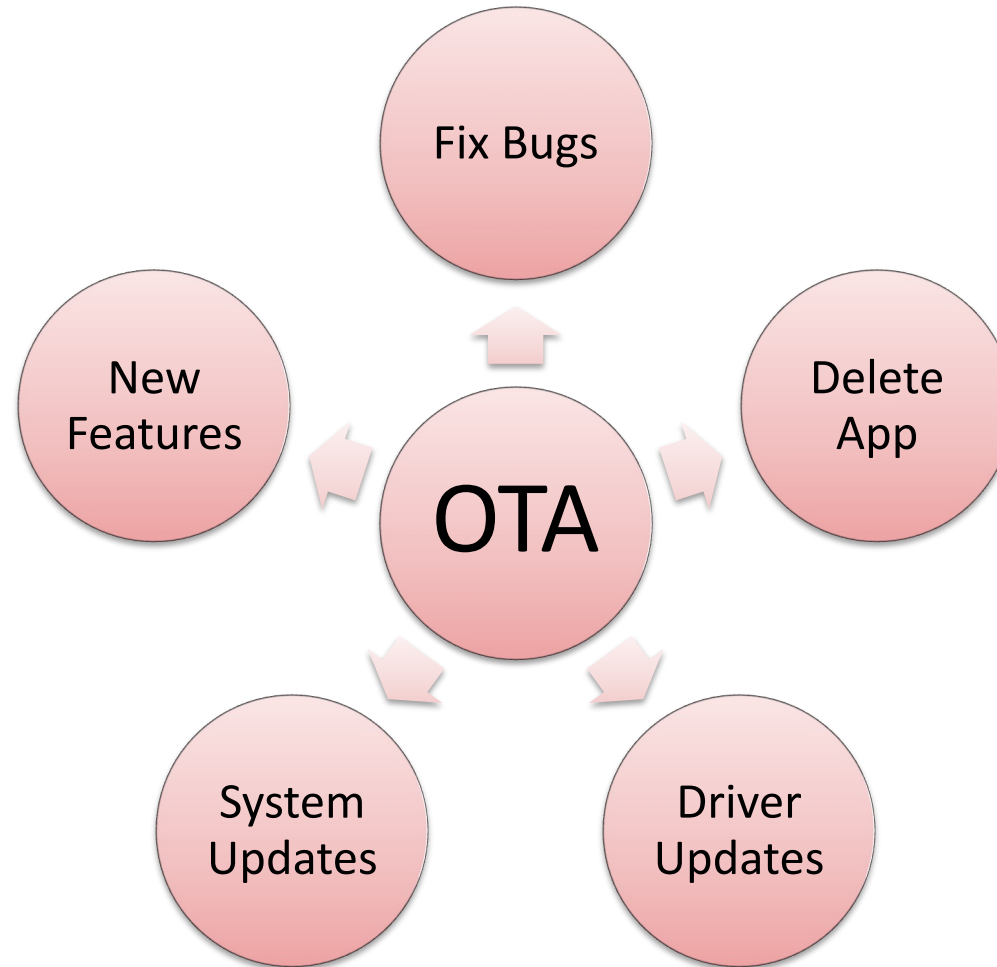 Fix Bugs
New
Features
Delete
App
OTA
System
Updates
Driver
Updates